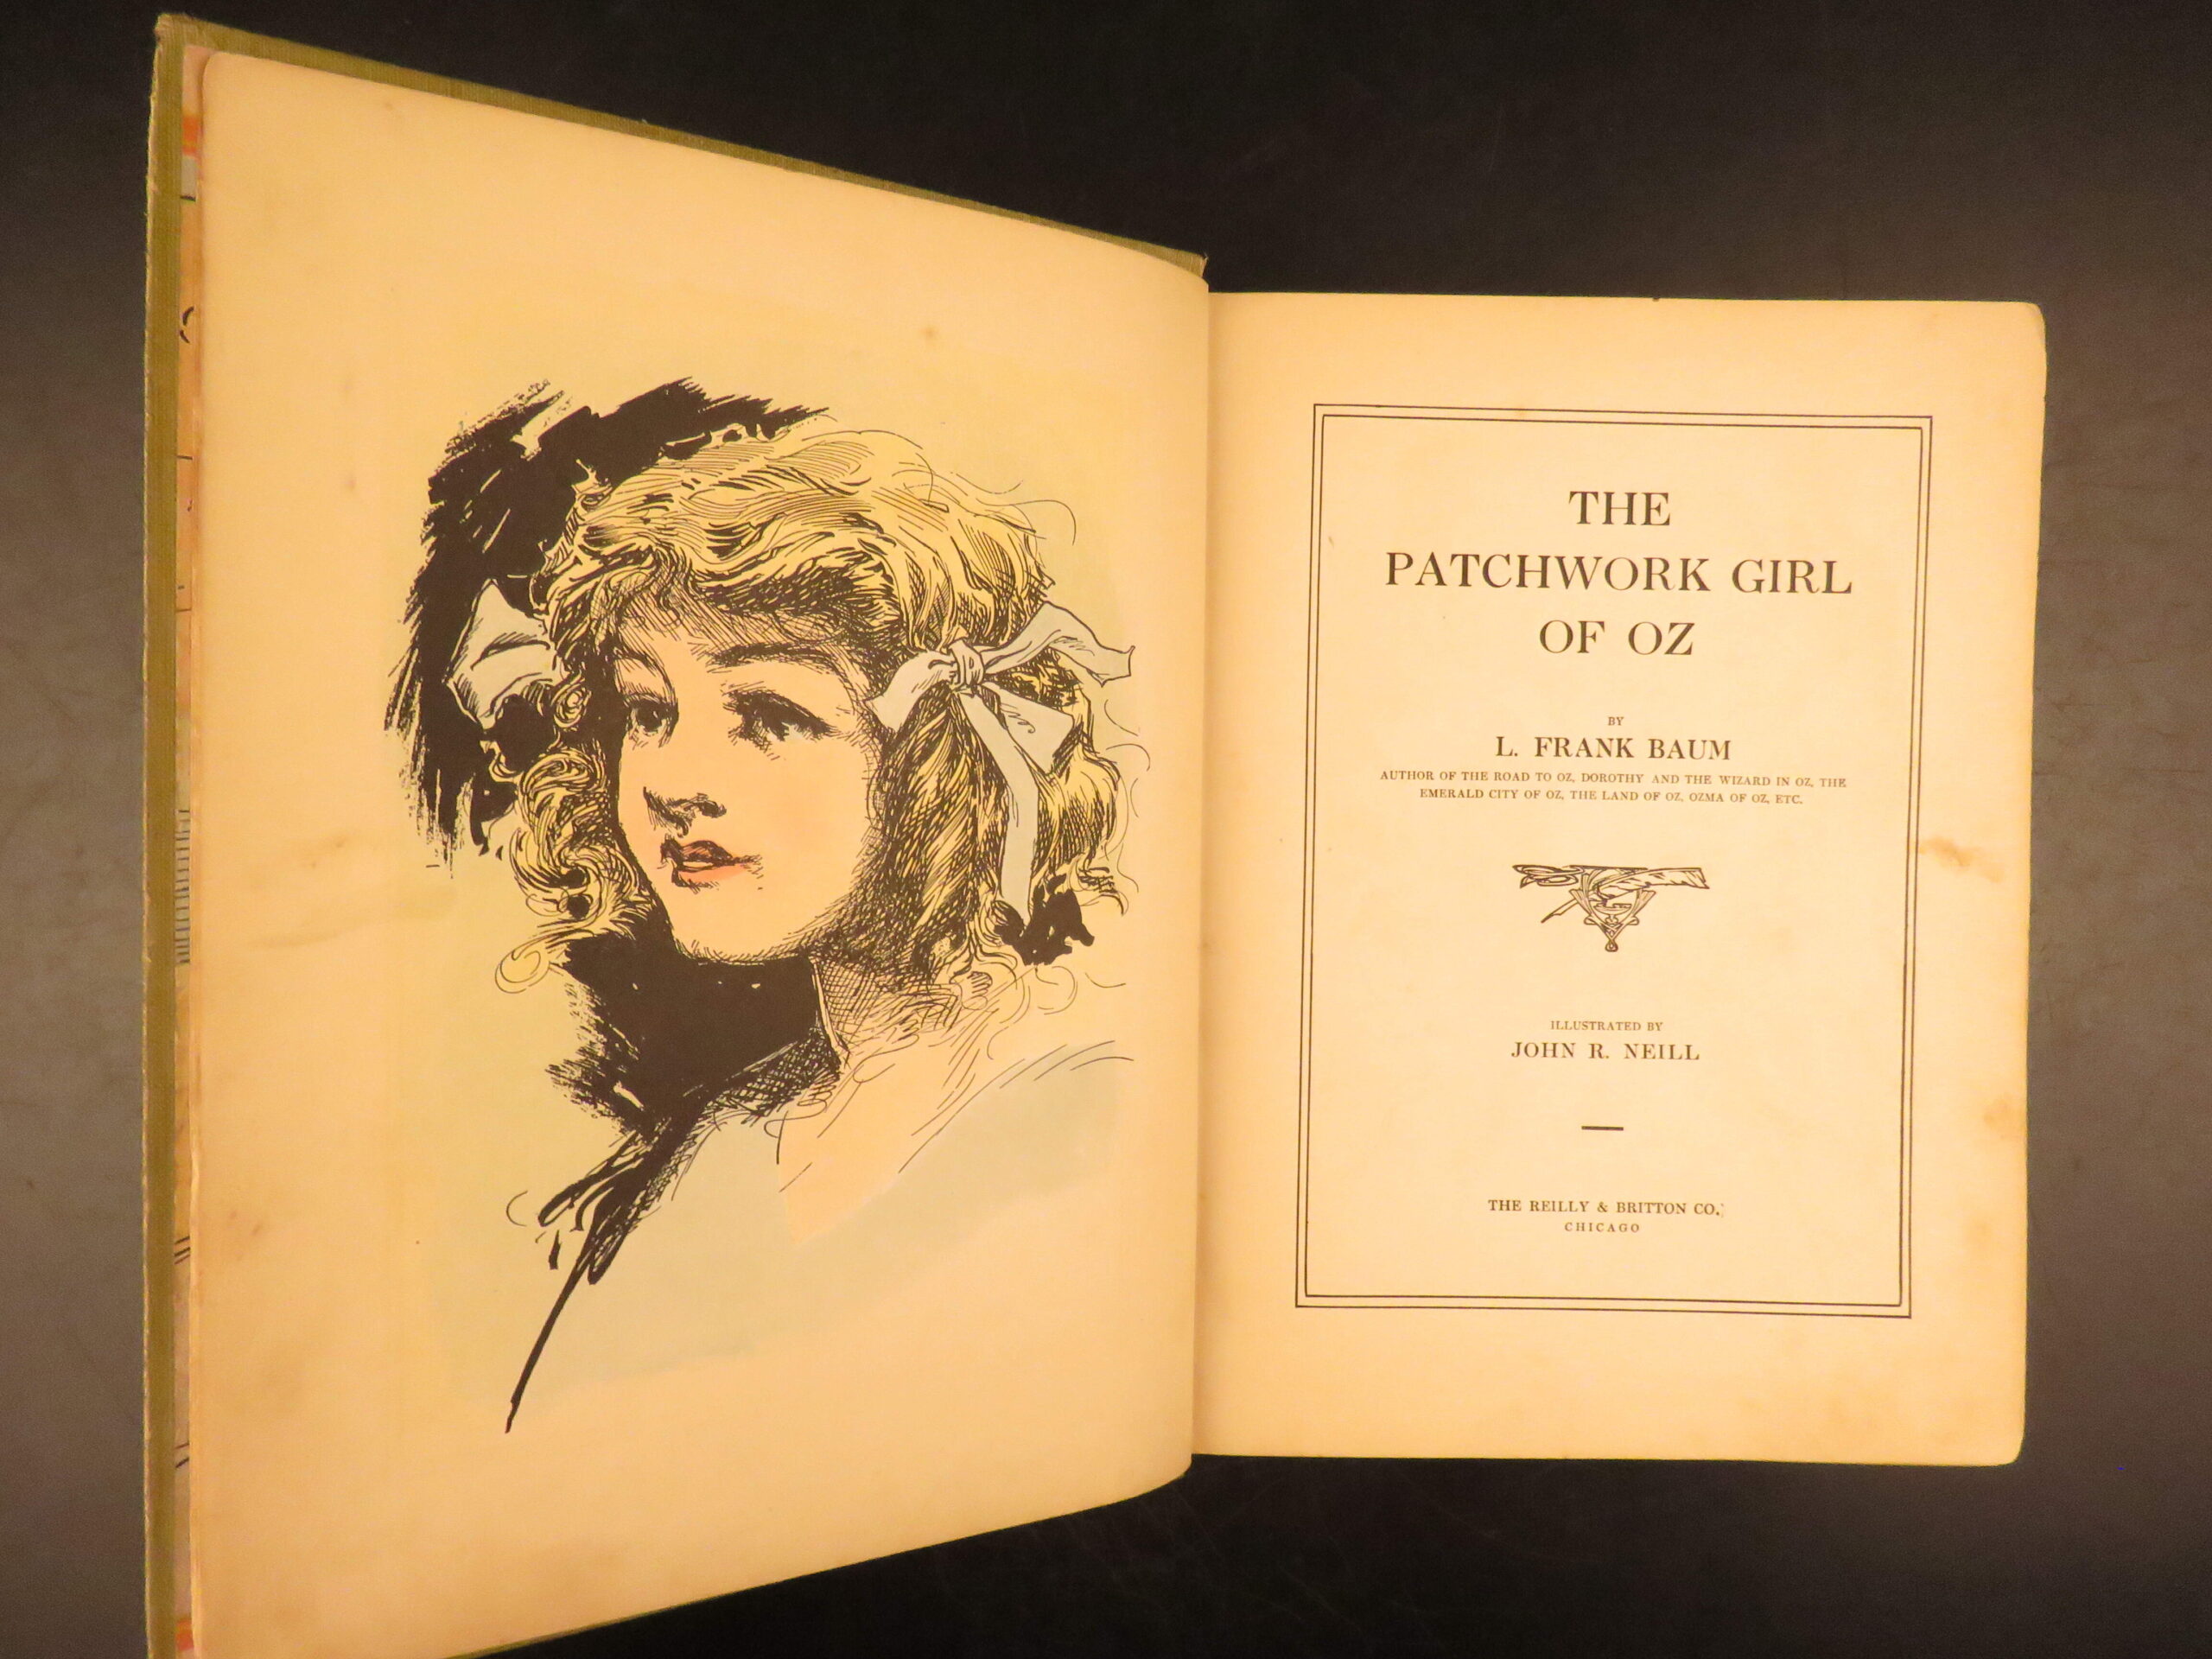 THE
PATCHWORK GIRL
OF OZ
BY
L. FRANK BAUM
AUTHOR OF THE ROAD TO OZ, DOROTHY AND THE WIZARD IN OZ, THE
EMERALD CITY OF OZ, THE LAND OF OZ, OZMA OF OZ, ETC.
ILLUSTRATED BY
JOHN R. NEILL
THE REILLY & BRITTON CO.
CHICAGO